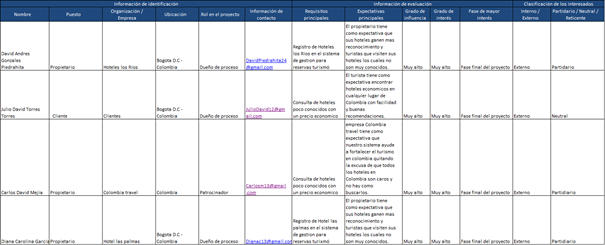 Información de identificación Información de evaluación Clasificación de los interesados
Nombre Puesto Organización / Empresa Ubicación Rol en el proyecto Información de contacto Requisitos principales Expectativas principales Grado de influencia Grado de interés Fase de mayor interés Interno / Externo Partidario / Neutral / Reticente
David Andres
Gonzales
Piedrahita
Propietario
Hoteles los Rios
Bogota D.C -
Colombia
Dueño de proceso
DavidPiedrahita24
@gmail.com
Registro de Hoteles
los Rios en el sistema
de gestion para
reservas turismo
El propietario tiene
como expectativa que
sus hoteles ganen mas
reconocimiento y
turistas que visiten sus
hoteles los cuales no
son muy conocidos.
Muy alto
Muy alto
Fase final del proyecto
Externo
Partidiario
Julio David Torres
Torres
Cliente
Clientes
Bogota D.C -
Colombia
Dueño de proceso
JulioDavid12@gm
ail.com
Consulta de hoteles
poco conocidos con
un precio economico
El turista tiene como
expectativa encontrar
hoteles economicos en
cualquier lugar de
Colombia con facilidad
y buenas
recomendaciones.
Muy alto
Muy alto
Fase final del proyecto
Externo
Neutral
Carlos David Mejia
Propietario
Colombia travel
Colombia
Patrocinador
Carlosm13@gmail
.com
Consulta de hoteles
poco conocidos con
un precio economico
empresa Colombia
travel tiene como
expectativa que
nuestro sistema ayude
a fortalecer el turismo
en colombia quitando
la excusa de que todos
los hoteles en
Colombia son caros y
no hay como
buscarlos.
Muy alto
Muy alto
Fase final del proyecto
Externo
Partidiario
Diana Carolina Garcia
Propietario
Hotel las palmas
Bogota D.C -
Colombia
Dueño de proceso
Dianac13@gmail.com
Registro de Hotel las
palmas en el sistema
de gestion para
reservas turismo
El propietario tiene
como expectativa que
sus hoteles ganen mas
reconocimiento y
turistas que visiten sus
hoteles los cuales no
son muy conocidos.
Muy alto
Muy alto
Fase final del proyecto
Externo
Partidiario